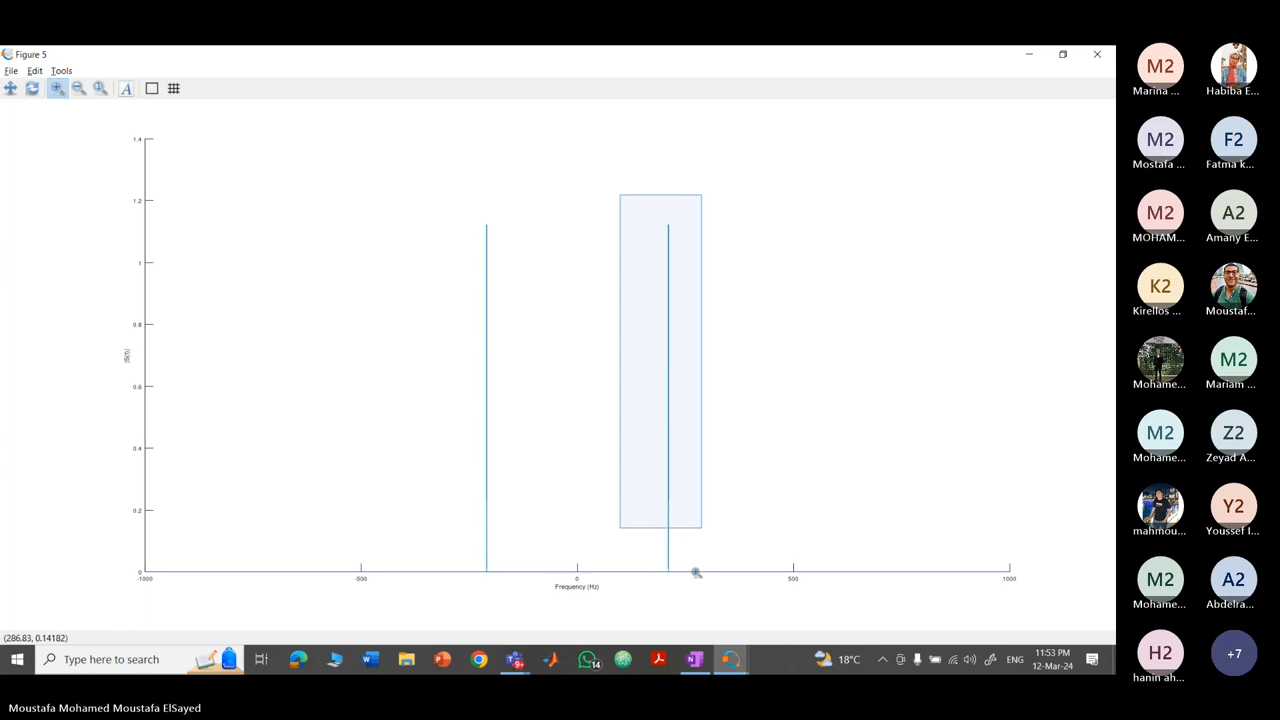 Figure 5
File Edit Tools
A
1.4
1.2
1
0.8
0.6
0.4
0.2
0
|S(f)|
-1000 -500 0 500 1000
Frequency (Hz)
(286.83, 0.14182)
Type here to search
9+
14
18°C
ENG
11:53 PM
12-Mar-24
Moustafa Mohamed Moustafa ElSayed
M2
Marina ...
Habiba E...
M2
Mostafa ...
F2
Fatma k...
M2
MOHAM...
A2
Amany E...
K2
Kirellos ...
Moustaf...
Mohame...
M2
Mariam ...
M2
Mohame...
Z2
Zeyad A...
mahmou...
Y2
Youssef I...
M2
Mohame...
A2
Abdelra...
H2
hanin ah...
+7